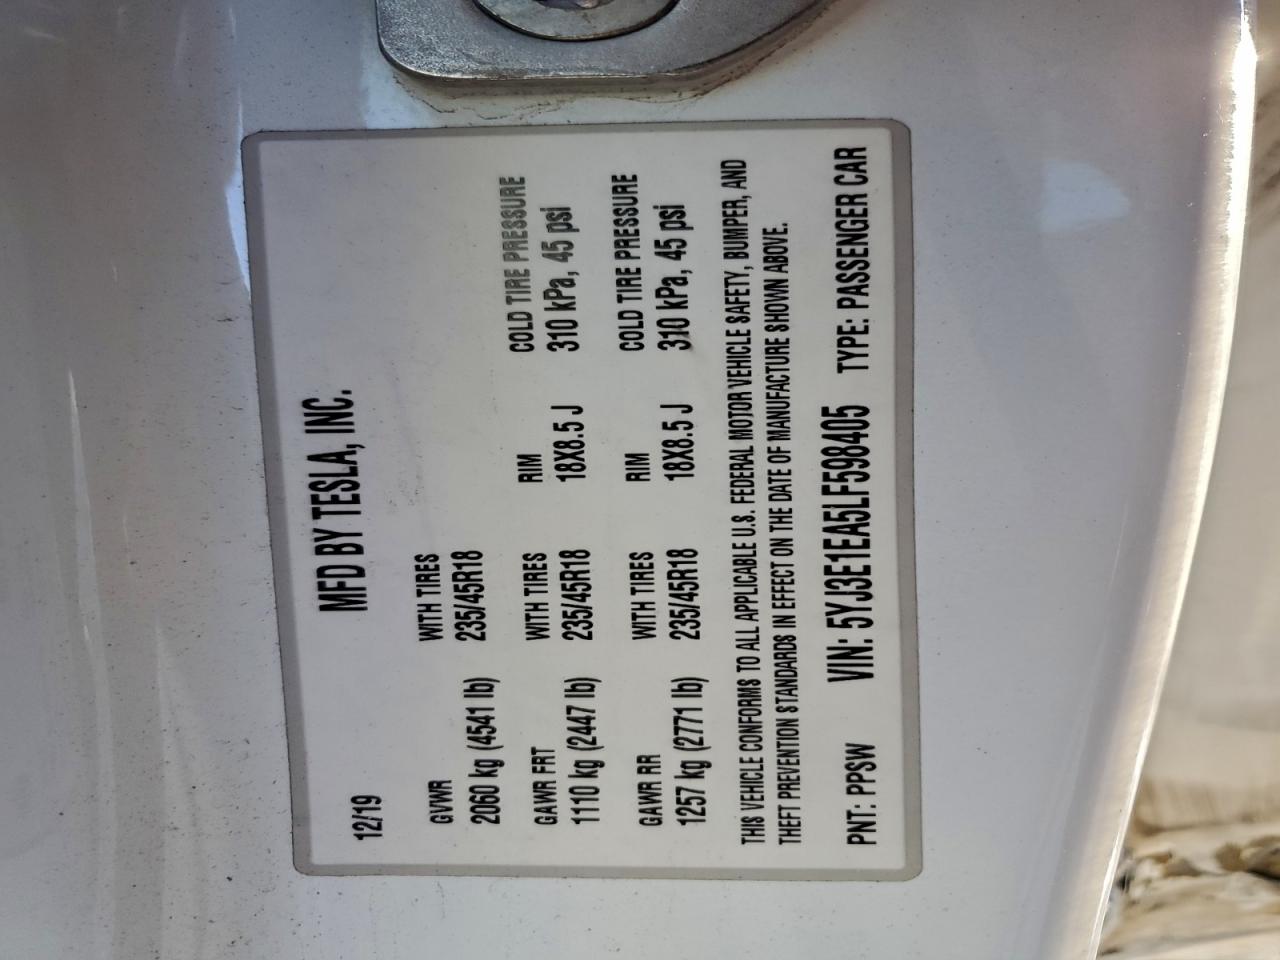 MFD BY TESLA, INC.
12/19
GVWR WITH TIRES
2060 kg (4541 lb) 235/45R18
GAWR FRT WITH TIRES RIM COLD TIRE PRESSURE
1110 kg (2447 lb) 235/45R18 18X8.5 J 310 kPa, 45 psi
GAWR RR WITH TIRES RIM COLD TIRE PRESSURE
1257 kg (2771 lb) 235/45R18 18X8.5 J 310 kPa, 45 psi
THIS VEHICLE CONFORMS TO ALL APPLICABLE U.S. FEDERAL MOTOR VEHICLE SAFETY, BUMPER, AND
THEFT PREVENTION STANDARDS IN EFFECT ON THE DATE OF MANUFACTURE SHOWN ABOVE.
PNT: PPSW VIN: 5YJ3E1EA5LF598405 TYPE: PASSENGER CAR